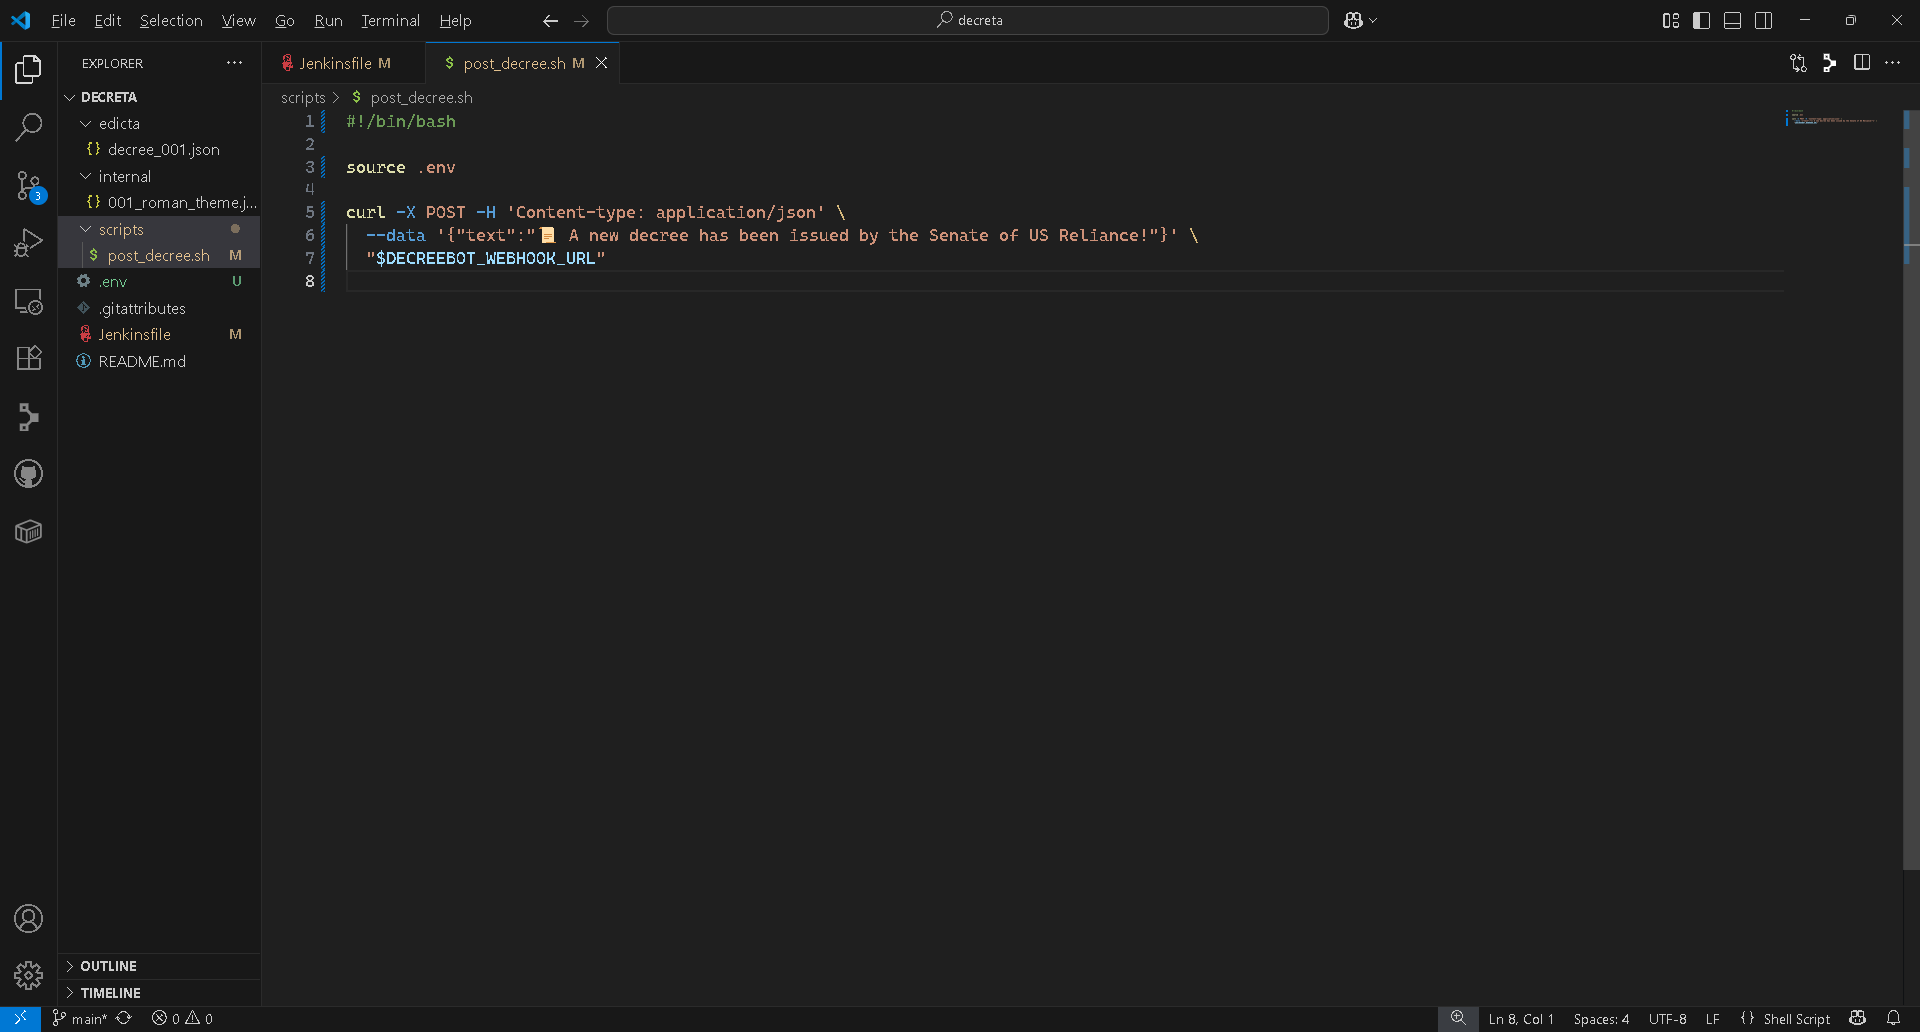 File Edit Selection View Go Run Terminal Help
decreta
EXPLORER
DECRETA
edicta
{} decree_001.json
internal
{} 001_roman_theme.j...
scripts
$ post_decree.sh M
.env U
.gitattributes
Jenkinsfile M
README.md
OUTLINE
TIMELINE
3
Jenkinsfile M
$ post_decree.sh M
scripts > $ post_decree.sh
1 #!/bin/bash
2
3 source .env
4
5 curl -X POST -H 'Content-type: application/json' \
6 --data '{"text":"📜 A new decree has been issued by the Senate of US Reliance!"}' \
7 "$DECREEBOT_WEBHOOK_URL"
8
main* 0 0
Ln 8, Col 1 Spaces: 4 UTF-8 LF {} Shell Script